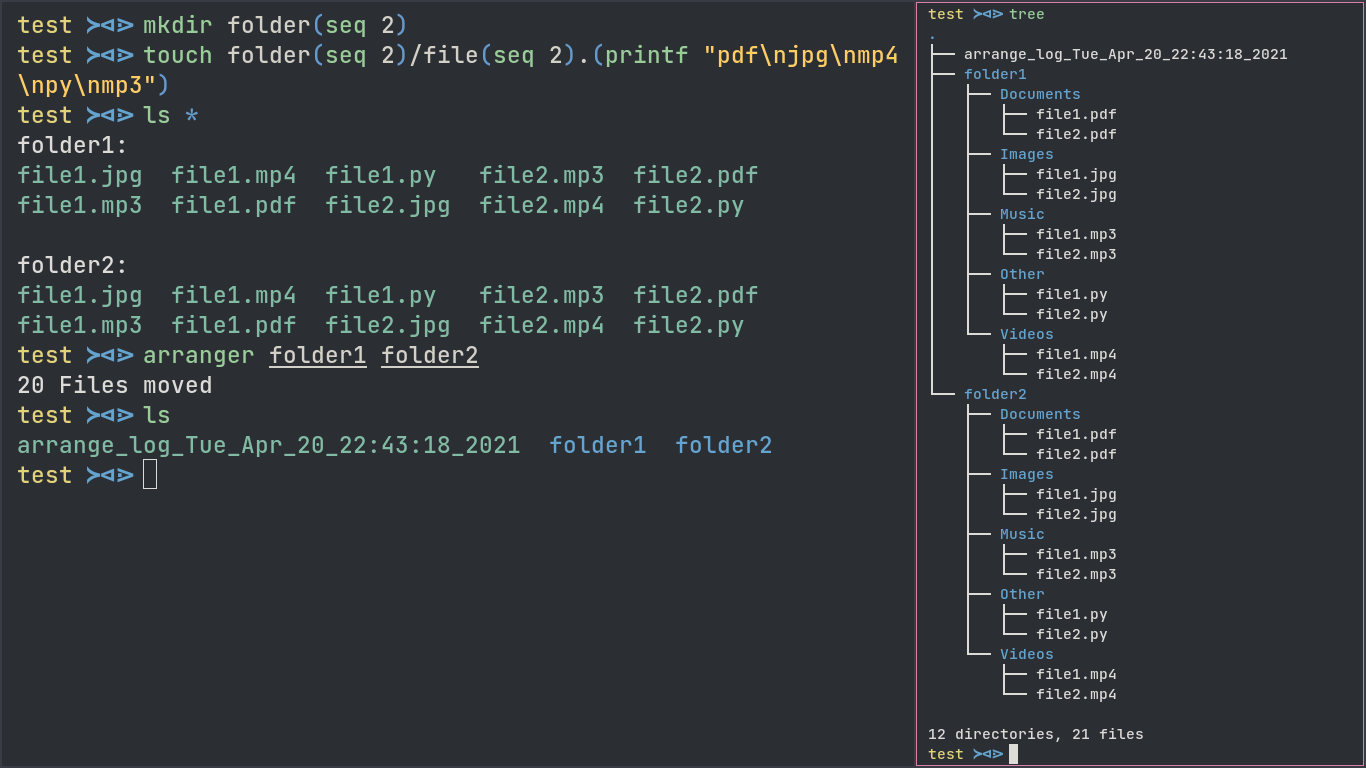 test ≻⊲⋗ mkdir folder(seq 2)
test ≻⊲⋗ touch folder(seq 2)/file(seq 2).(printf "pdf\njpg\nmp4
\npy\nmp3")
test ≻⊲⋗ ls *
folder1:
file1.jpg  file1.mp4  file1.py   file2.mp3  file2.pdf
file1.mp3  file1.pdf  file2.jpg  file2.mp4  file2.py

folder2:
file1.jpg  file1.mp4  file1.py   file2.mp3  file2.pdf
file1.mp3  file1.pdf  file2.jpg  file2.mp4  file2.py
test ≻⊲⋗ arranger folder1 folder2
20 Files moved
test ≻⊲⋗ ls
arrange_log_Tue_Apr_20_22:43:18_2021  folder1  folder2
test ≻⊲⋗
test ≻⊲⋗ tree
.
├── arrange_log_Tue_Apr_20_22:43:18_2021
├── folder1
│   ├── Documents
│   │   ├── file1.pdf
│   │   └── file2.pdf
│   ├── Images
│   │   ├── file1.jpg
│   │   └── file2.jpg
│   ├── Music
│   │   ├── file1.mp3
│   │   └── file2.mp3
│   ├── Other
│   │   ├── file1.py
│   │   └── file2.py
│   └── Videos
│       ├── file1.mp4
│       └── file2.mp4
└── folder2
    ├── Documents
    │   ├── file1.pdf
    │   └── file2.pdf
    ├── Images
    │   ├── file1.jpg
    │   └── file2.jpg
    ├── Music
    │   ├── file1.mp3
    │   └── file2.mp3
    ├── Other
    │   ├── file1.py
    │   └── file2.py
    └── Videos
        ├── file1.mp4
        └── file2.mp4

12 directories, 21 files
test ≻⊲⋗